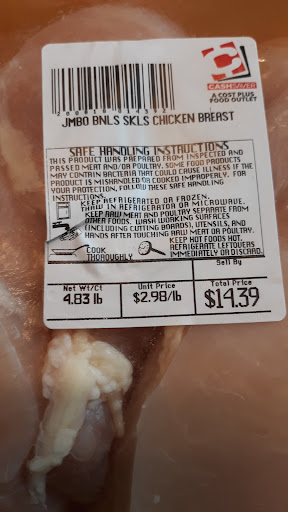 CASHSAVER
A COST PLUS
FOOD OUTLET
JMBO BNLS SKLS CHICKEN BREAST
SAFE HANDLING INSTRUCTIONS
THIS PRODUCT WAS PREPARED FROM INSPECTED AND
PASSED MEAT AND/OR POULTRY. SOME FOOD PRODUCTS
MAY CONTAIN BACTERIA THAT COULD CAUSE ILLNESS IF THE
PRODUCT IS MISHANDLED OR COOKED IMPROPERLY. FOR
YOUR PROTECTION, FOLLOW THESE SAFE HANDLING
INSTRUCTIONS
KEEP REFRIGERATED OR FROZEN.
THAW IN REFRIGERATOR OR MICROWAVE.
KEEP RAW MEAT AND POULTRY SEPARATE FROM
OTHER FOODS. WASH WORKING SURFACES
(INCLUDING CUTTING BOARDS), UTENSILS, AND
HANDS AFTER TOUCHING RAW MEAT OR POULTRY.
COOK
THOROUGHLY.
KEEP HOT FOODS HOT.
REFRIGERATE LEFTOVERS
IMMEDIATELY OR DISCARD.
Sell By
Net Wt/Ct
4.83 lb
Unit Price
$2.98/lb
Total Price
$14.39